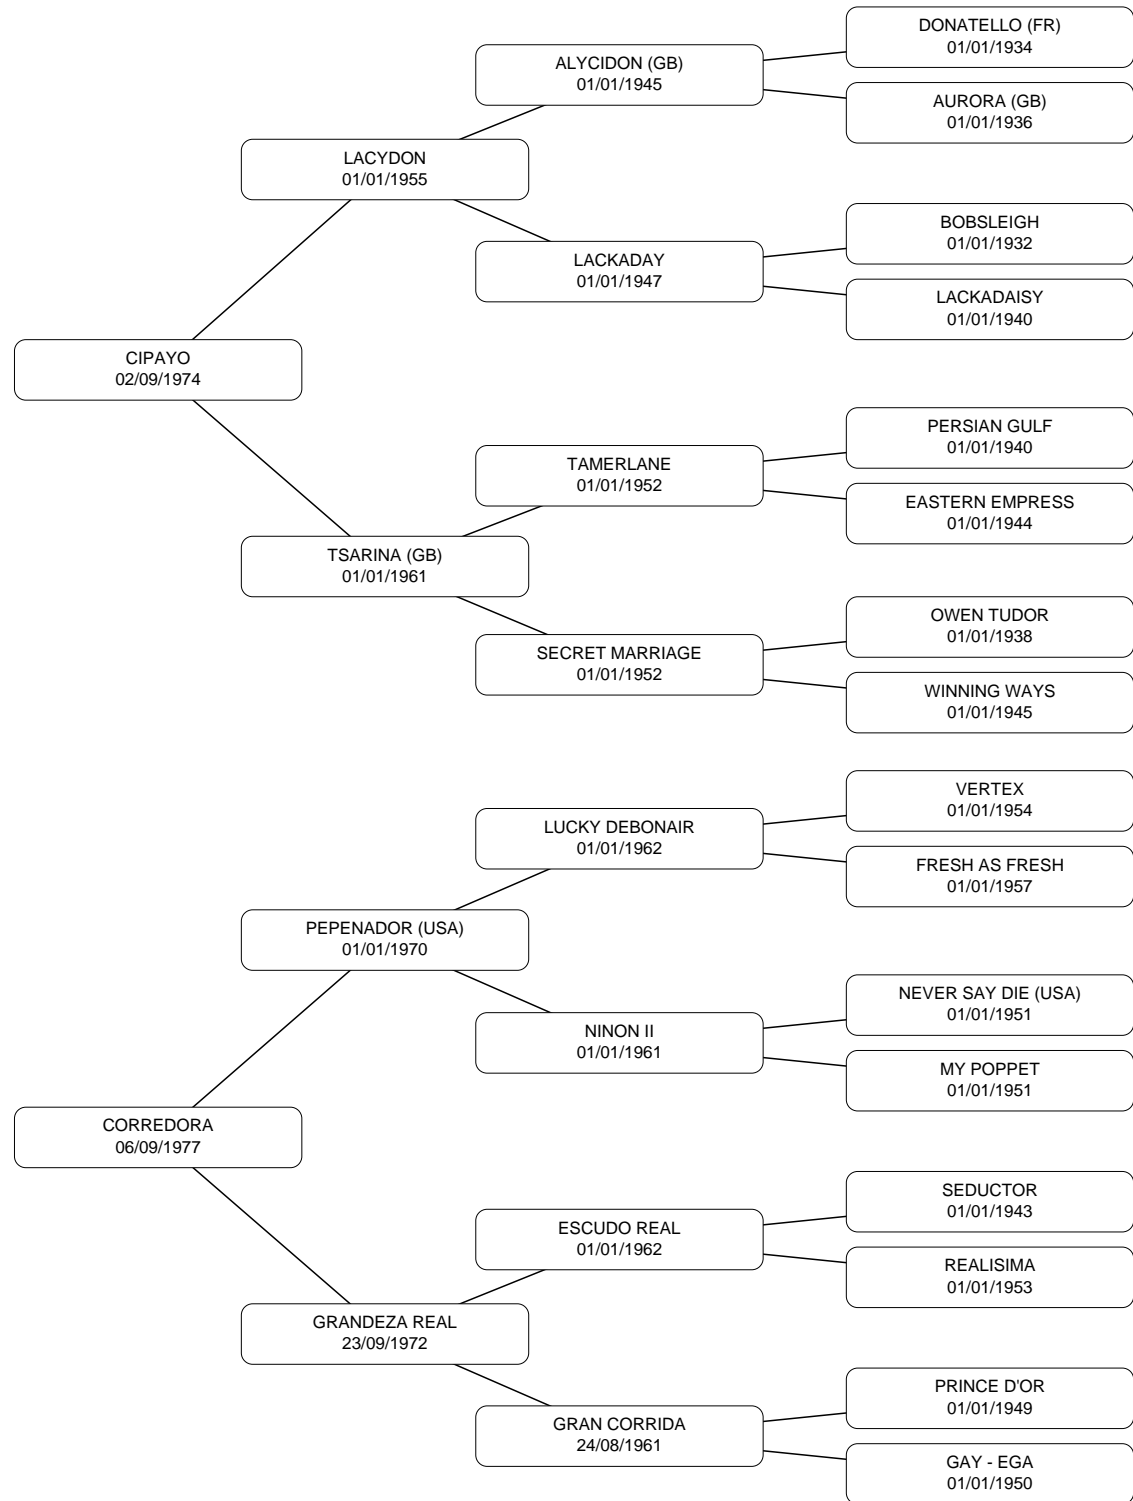 DONATELLO (FR)
01/01/1934
ALYCIDON (GB)
01/01/1945
AURORA (GB)
01/01/1936
LACYDON
01/01/1955
BOBSLEIGH
01/01/1932
LACKADAY
01/01/1947
LACKADAISY
01/01/1940
CIPAYO
02/09/1974
PERSIAN GULF
01/01/1940
TAMERLANE
01/01/1952
EASTERN EMPRESS
01/01/1944
TSARINA (GB)
01/01/1961
OWEN TUDOR
01/01/1938
SECRET MARRIAGE
01/01/1952
WINNING WAYS
01/01/1945
VERTEX
01/01/1954
LUCKY DEBONAIR
01/01/1962
FRESH AS FRESH
01/01/1957
PEPENADOR (USA)
01/01/1970
NEVER SAY DIE (USA)
01/01/1951
NINON II
01/01/1961
MY POPPET
01/01/1951
CORREDORA
06/09/1977
SEDUCTOR
01/01/1943
ESCUDO REAL
01/01/1962
REALISIMA
01/01/1953
GRANDEZA REAL
23/09/1972
PRINCE D'OR
01/01/1949
GRAN CORRIDA
24/08/1961
GAY - EGA
01/01/1950